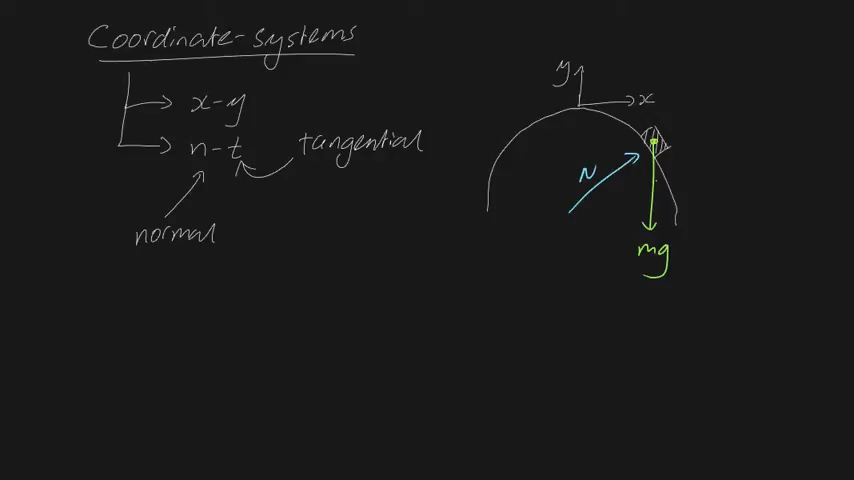 Coordinate-systems
x-y
n-t
tangential
normal
y
x
N
mg